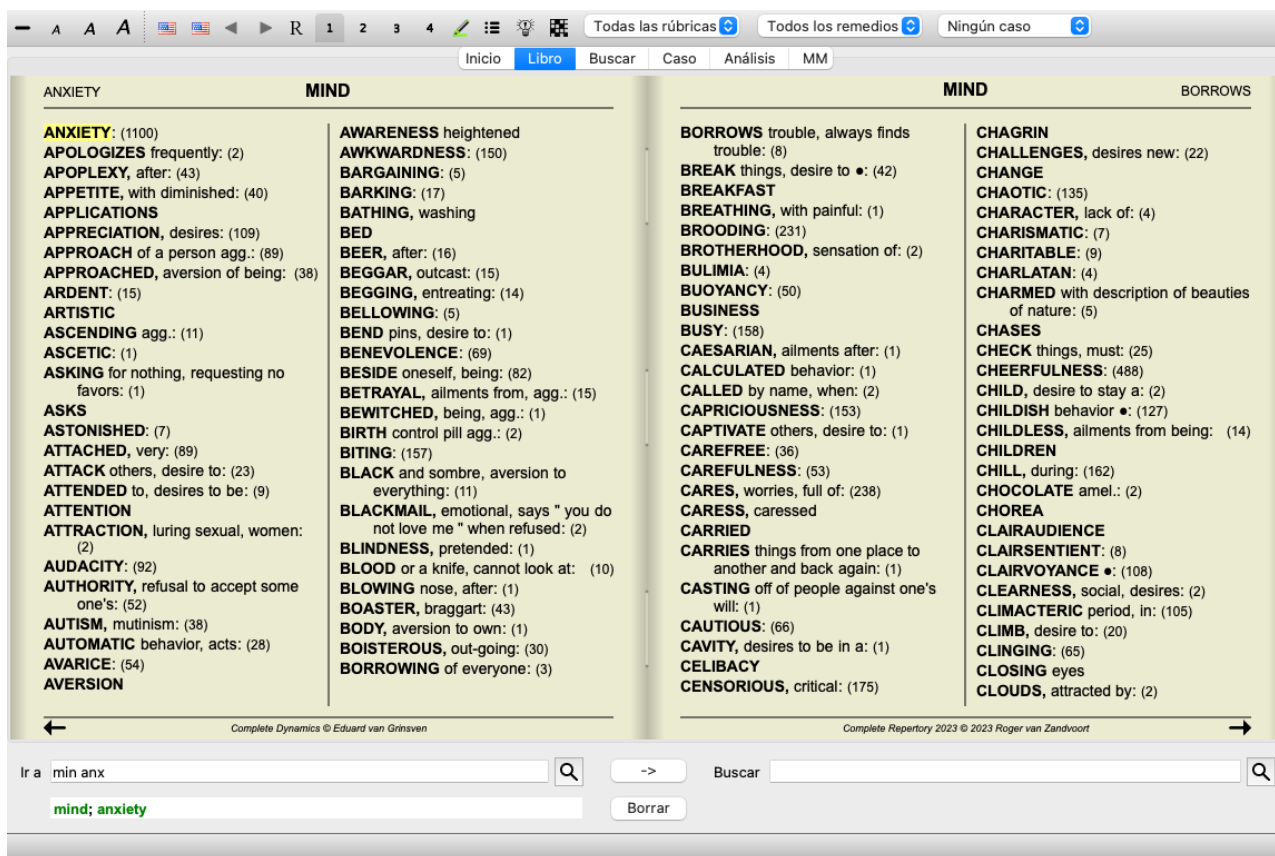 A A A R 1 2 3 4 Todas las rúbricas Todos los remedios Ningún caso
Inicio Libro Buscar Caso Análisis MM
ANXIETY MIND
ANXIETY: (1100)
APOLOGIZES frequently: (2)
APOPLEXY, after: (43)
APPETITE, with diminished: (40)
APPLICATIONS
APPRECIATION, desires: (109)
APPROACH of a person agg.: (89)
APPROACHED, aversion of being: (38)
ARDENT: (15)
ARTISTIC
ASCENDING agg.: (11)
ASCETIC: (1)
ASKING for nothing, requesting no
favors: (1)
ASKS
ASTONISHED: (7)
ATTACHED, very: (89)
ATTACK others, desire to: (23)
ATTENDED to, desires to be: (9)
ATTENTION
ATTRACTION, luring sexual, women:
(2)
AUDACITY: (92)
AUTHORITY, refusal to accept some
one's: (52)
AUTISM, mutinism: (38)
AUTOMATIC behavior, acts: (28)
AVARICE: (54)
AVERSION
AWARENESS heightened
AWKWARDNESS: (150)
BARGAINING: (5)
BARKING: (17)
BATHING, washing
BED
BEER, after: (16)
BEGGAR, outcast: (15)
BEGGING, entreating: (14)
BELLOWING: (5)
BEND pins, desire to: (1)
BENEVOLENCE: (69)
BESIDE oneself, being: (82)
BETRAYAL, ailments from, agg.: (15)
BEWITCHED, being, agg.: (1)
BIRTH control pill agg.: (2)
BITING: (157)
BLACK and sombre, aversion to
everything: (11)
BLACKMAIL, emotional, says " you do
not love me " when refused: (2)
BLINDNESS, pretended: (1)
BLOOD or a knife, cannot look at: (10)
BLOWING nose, after: (1)
BOASTER, braggart: (43)
BODY, aversion to own: (1)
BOISTEROUS, out-going: (30)
BORROWING of everyone: (3)
Complete Dynamics © Eduard van Grinsven
MIND BORROWS
BORROWS trouble, always finds
trouble: (8)
BREAK things, desire to ●: (42)
BREAKFAST
BREATHING, with painful: (1)
BROODING: (231)
BROTHERHOOD, sensation of: (2)
BULIMIA: (4)
BUOYANCY: (50)
BUSINESS
BUSY: (158)
CAESARIAN, ailments after: (1)
CALCULATED behavior: (1)
CALLED by name, when: (2)
CAPRICIOUSNESS: (153)
CAPTIVATE others, desire to: (1)
CAREFREE: (36)
CAREFULNESS: (53)
CARES, worries, full of: (238)
CARESS, caressed
CARRIED
CARRIES things from one place to
another and back again: (1)
CASTING off of people against one's
will: (1)
CAUTIOUS: (66)
CAVITY, desires to be in a: (1)
CELIBACY
CENSORIOUS, critical: (175)
CHAGRIN
CHALLENGES, desires new: (22)
CHANGE
CHAOTIC: (135)
CHARACTER, lack of: (4)
CHARISMATIC: (7)
CHARITABLE: (9)
CHARLATAN: (4)
CHARMED with description of beauties
of nature: (5)
CHASES
CHECK things, must: (25)
CHEERFULNESS: (488)
CHILD, desire to stay a: (2)
CHILDISH behavior ●: (127)
CHILDLESS, ailments from being: (14)
CHILDREN
CHILL, during: (162)
CHOCOLATE amel.: (2)
CHOREA
CLAIRAUDIENCE
CLAIRSENTIENT: (8)
CLAIRVOYANCE ●: (108)
CLEARNESS, social, desires: (2)
CLIMACTERIC period, in: (105)
CLIMB, desire to: (20)
CLINGING: (65)
CLOSING eyes
CLOUDS, attracted by: (2)
Complete Repertory 2023 © 2023 Roger van Zandvoort
Ir a min anx -> Buscar
mind; anxiety Borrar